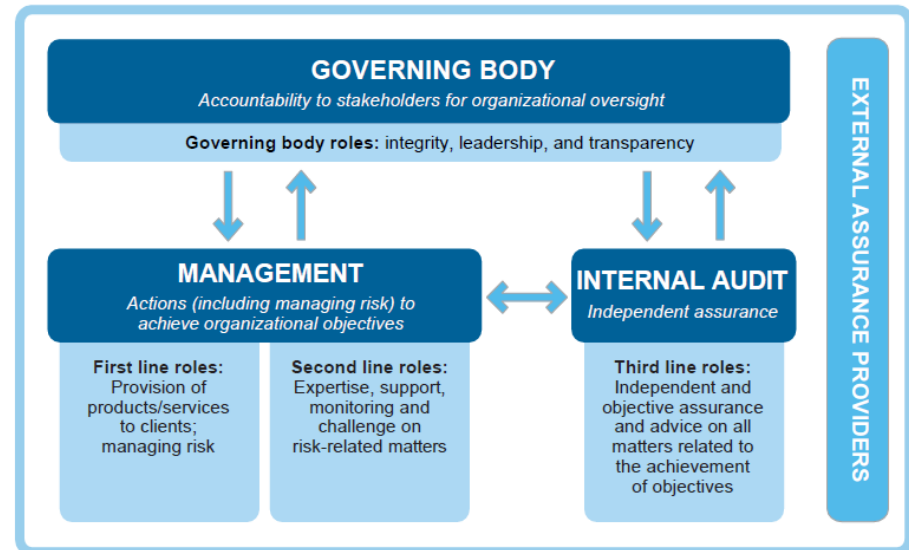 GOVERNING BODY
Accountability to stakeholders for organizational oversight
Governing body roles: integrity, leadership, and transparency
MANAGEMENT
Actions (including managing risk) to
achieve organizational objectives
First line roles:
Provision of
products/services
to clients;
managing risk
Second line roles:
Expertise, support,
monitoring and
challenge on
risk-related matters
INTERNAL AUDIT
Independent assurance
Third line roles:
Independent and
objective assurance
and advice on all
matters related to
the achievement
of objectives
EXTERNAL ASSURANCE PROVIDERS